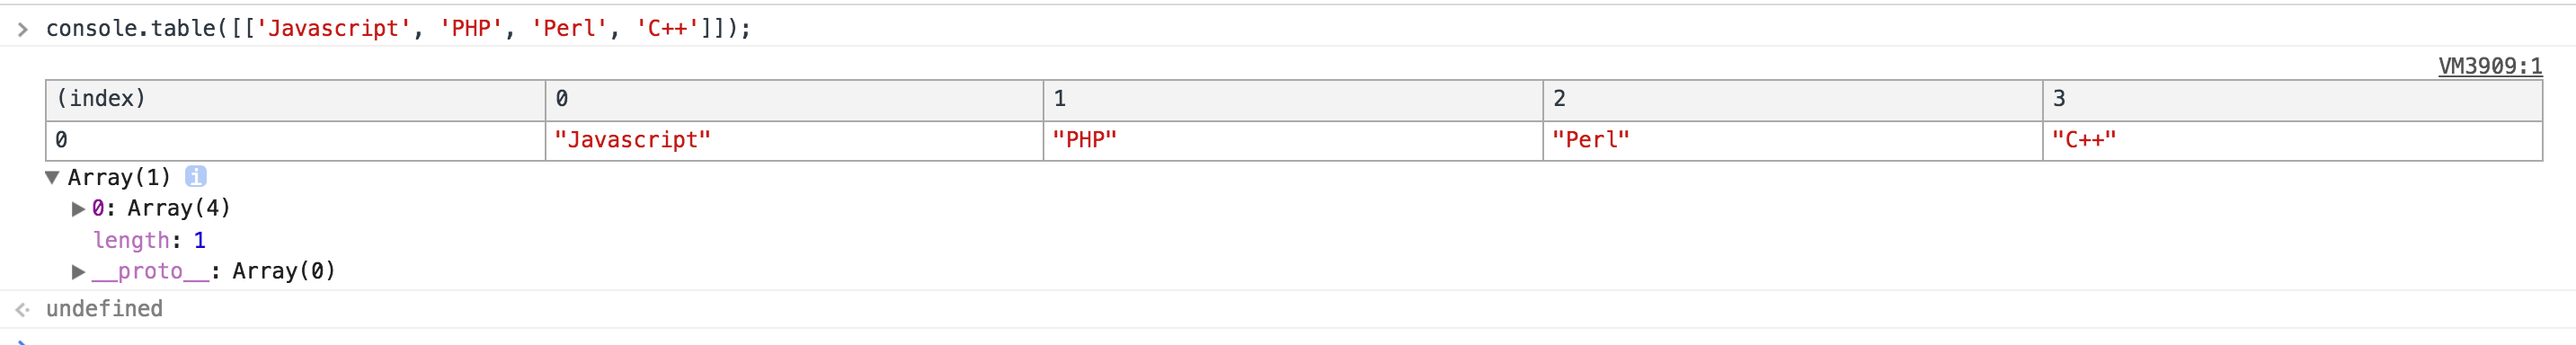 > console.table([['Javascript', 'PHP', 'Perl', 'C++']]);
VM3909:1
(index) 0 1 2 3
0 "Javascript" "PHP" "Perl" "C++"
▼ Array(1) i
▶ 0: Array(4)
length: 1
▶ __proto__: Array(0)
undefined